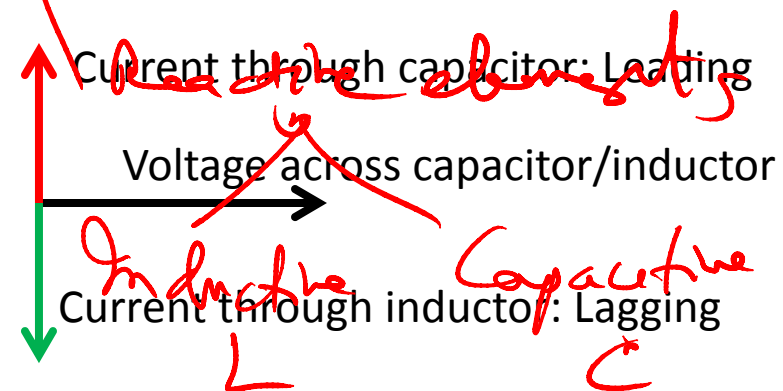 Current through capacitor: Leading
Reactive elements
Voltage across capacitor/inductor
Inductive Capacitive
Current through inductor: Lagging
L C